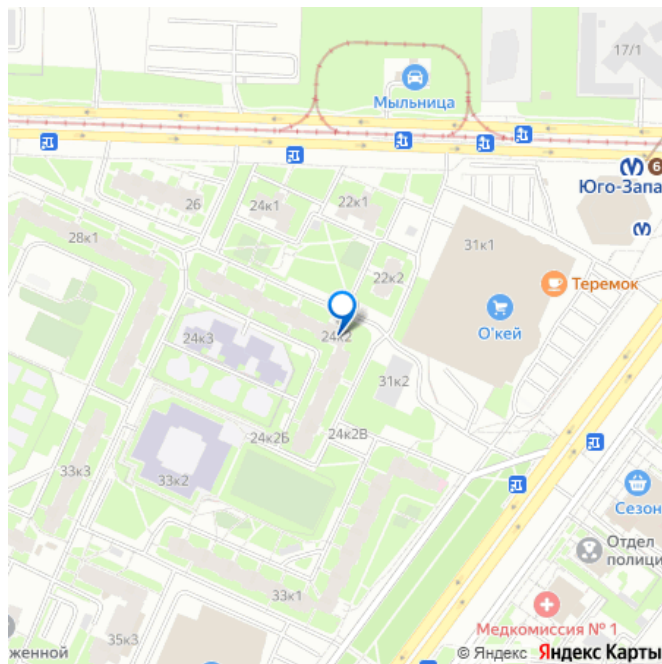 17/1
Мыльница
6
Юго-Запа
26
24к1
22к1
28к1
31к1
22к2
Теремок
О'кей
24к3
24к2
31к2
24к2Б
24к2В
33к3
33к2
Сезон
Отдел
полици
33к1
Медкомиссия № 1
35к3
женной
© Яндекс Яндекс Карты